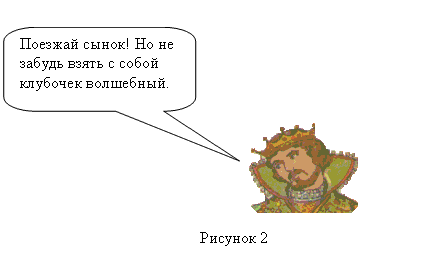 Поезжай сынок! Но не
забудь взять с собой
клубочек волшебный.
Рисунок 2